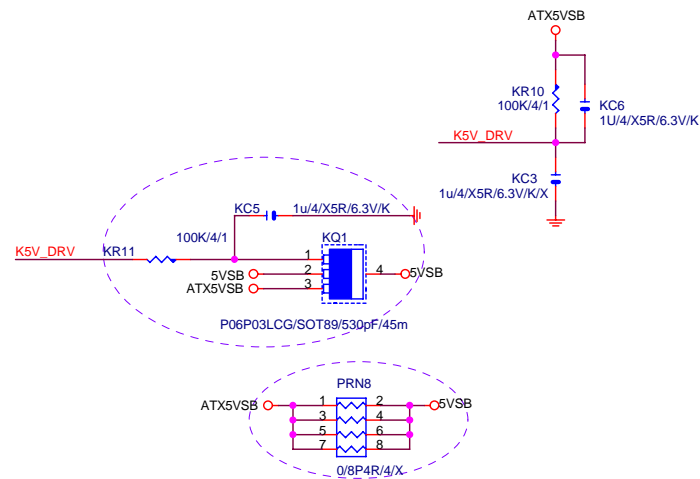 ATX5VSB
KR10
100K/4/1
KC6
1U/4/X5R/6.3V/K
K5V_DRV
KC3
1u/4/X5R/6.3V/K/X
KC5
1u/4/X5R/6.3V/K
100K/4/1
K5V_DRV
KR11
KQ1
1
5VSB
2
4
5VSB
ATX5VSB
3
P06P03LCG/SOT89/530pF/45m
PRN8
ATX5VSB
1
2
5VSB
3
4
5
6
7
8
0/8P4R/4/X